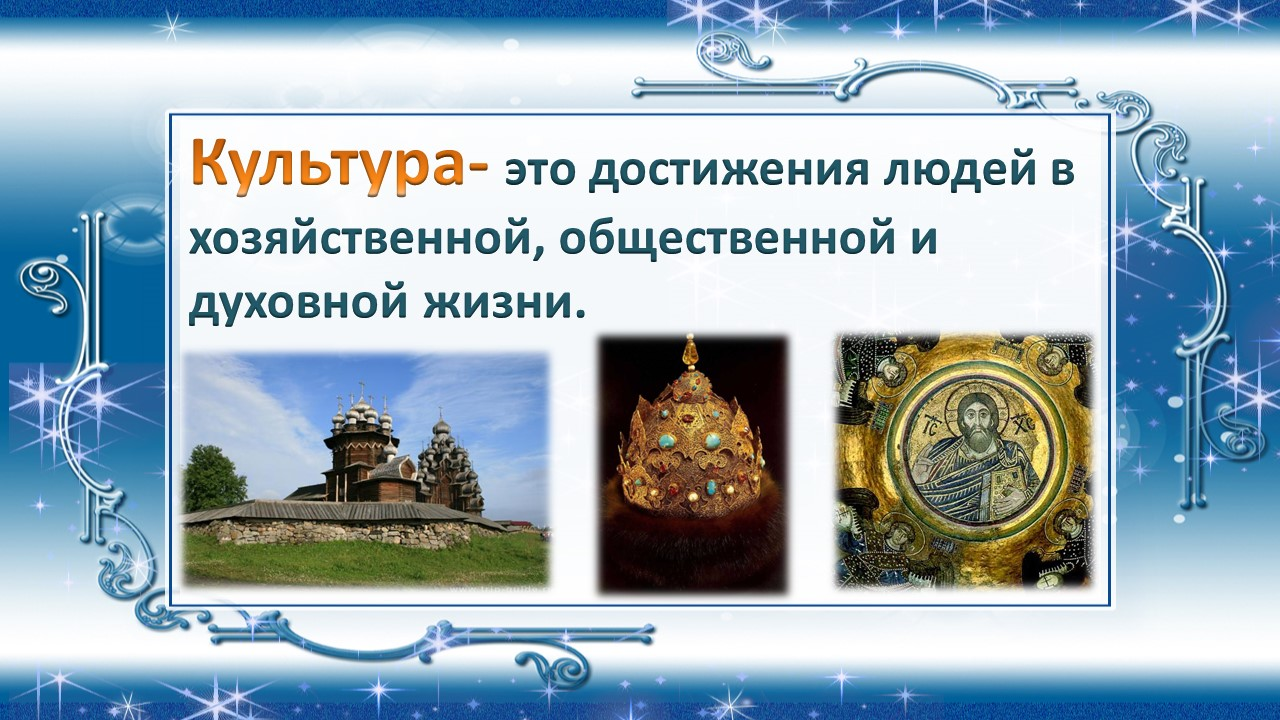 Культура- это достижения людей в
хозяйственной, общественной и
духовной жизни.